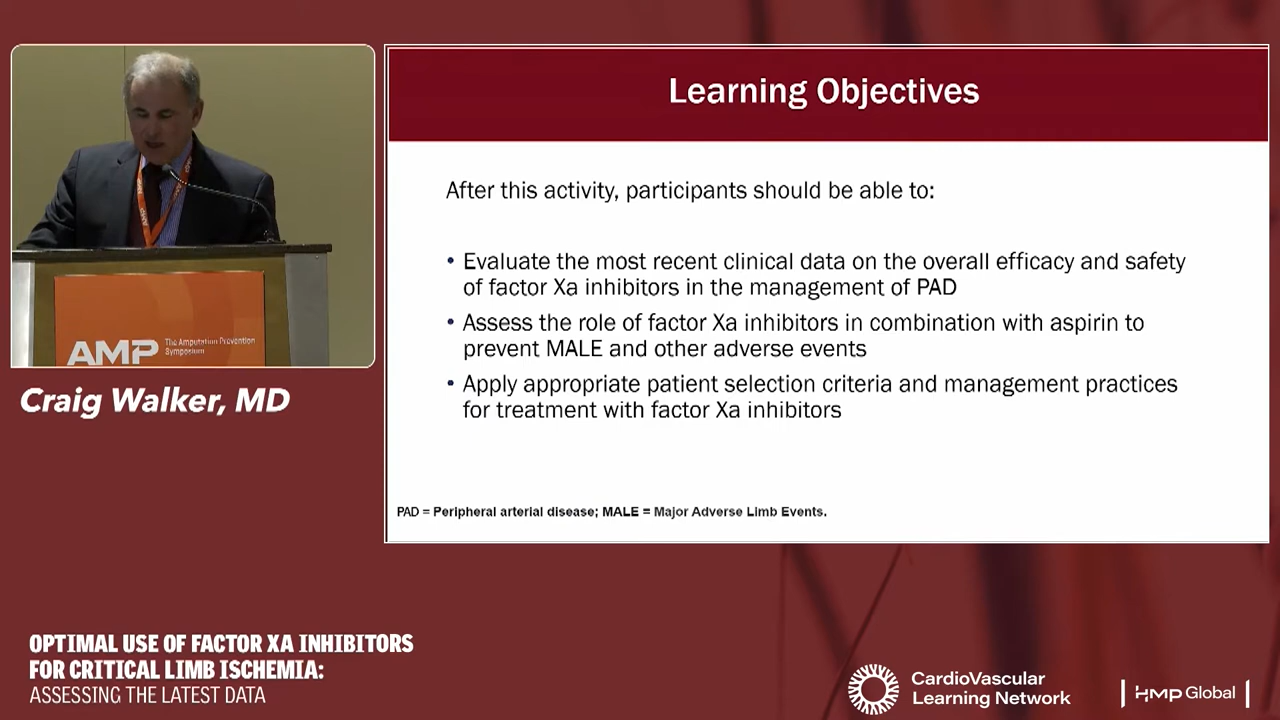 Learning Objectives
After this activity, participants should be able to:
• Evaluate the most recent clinical data on the overall efficacy and safety
of factor Xa inhibitors in the management of PAD
• Assess the role of factor Xa inhibitors in combination with aspirin to
prevent MALE and other adverse events
• Apply appropriate patient selection criteria and management practices
for treatment with factor Xa inhibitors
PAD = Peripheral arterial disease; MALE = Major Adverse Limb Events.
AMP
The Amputation Prevention
Symposium
Craig Walker, MD
OPTIMAL USE OF FACTOR XA INHIBITORS
FOR CRITICAL LIMB ISCHEMIA:
ASSESSING THE LATEST DATA
CardioVascular
Learning Network
HMP Global